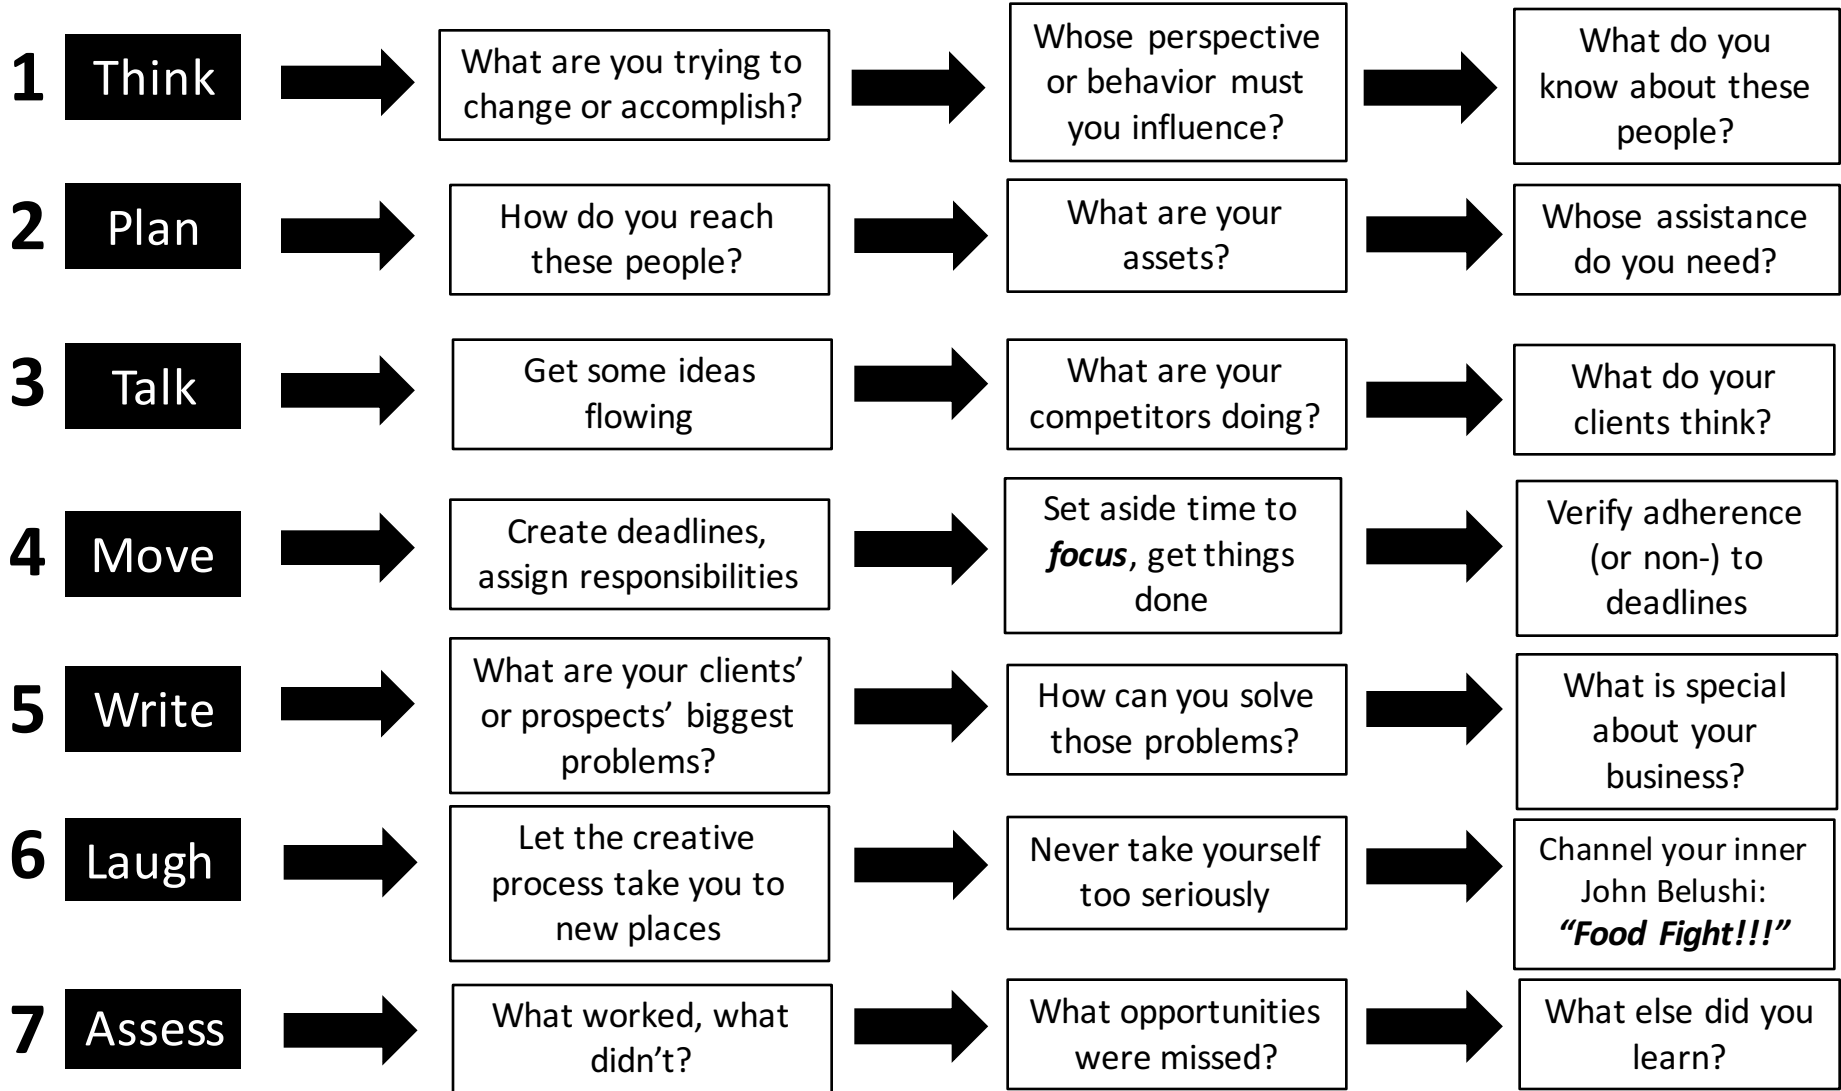 1 Think
What are you trying to
change or accomplish?
Whose perspective
or behavior must
you influence?
What do you
know about these
people?
2 Plan
How do you reach
these people?
What are your
assets?
Whose assistance
do you need?
3 Talk
Get some ideas
flowing
What are your
competitors doing?
What do your
clients think?
4 Move
Create deadlines,
assign responsibilities
Set aside time to
focus, get things
done
Verify adherence
(or non-) to
deadlines
5 Write
What are your clients’
or prospects’ biggest
problems?
How can you solve
those problems?
What is special
about your
business?
6 Laugh
Let the creative
process take you to
new places
Never take yourself
too seriously
Channel your inner
John Belushi:
“Food Fight!!!”
7 Assess
What worked, what
didn’t?
What opportunities
were missed?
What else did you
learn?